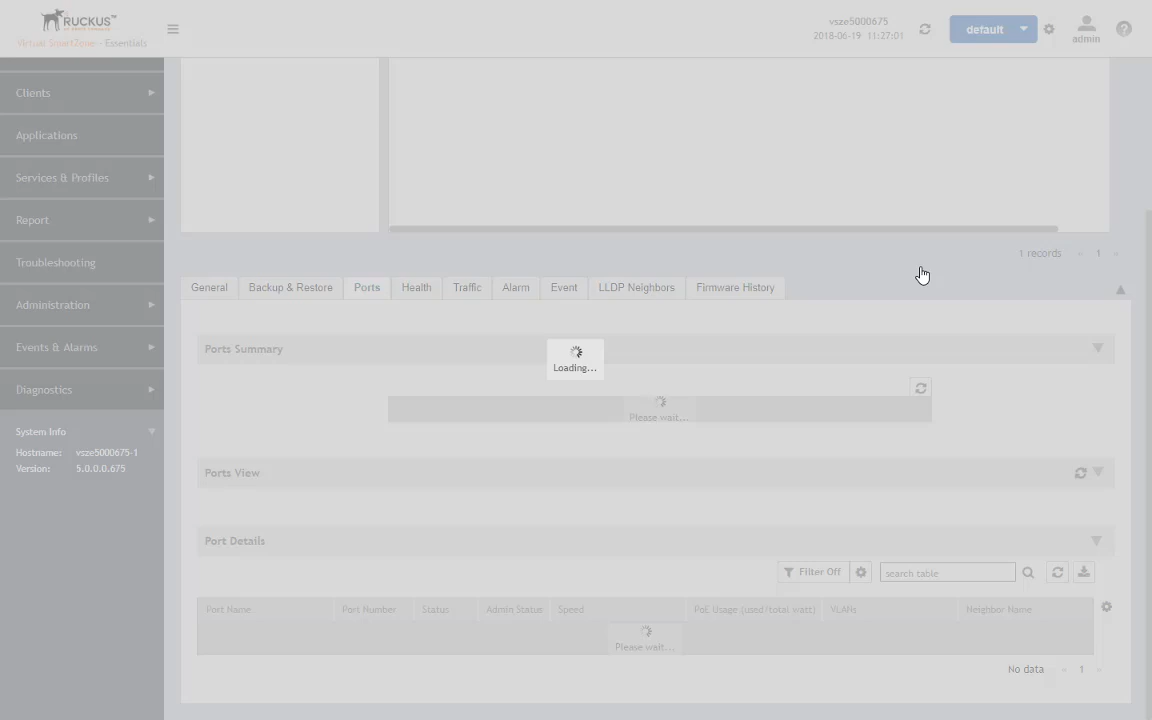 RUCKUS™
Virtual SmartZone - Essentials
vsze5000675
2018-06-19 11:27:01
default
admin
Clients
Applications
Services & Profiles
Report
Troubleshooting
Administration
Events & Alarms
Diagnostics
System Info
Hostname: vsze5000675-1
Version: 5.0.0.0.675
1 records 1
General Backup & Restore Ports Health Traffic Alarm Event LLDP Neighbors Firmware History
Ports Summary
Loading...
Please wait...
Ports View
Port Details
Filter Off search table
Port Name Port Number Status Admin Status Speed PoE Usage (used/total watt) VLANs Neighbor Name
Please wait...
No data 1